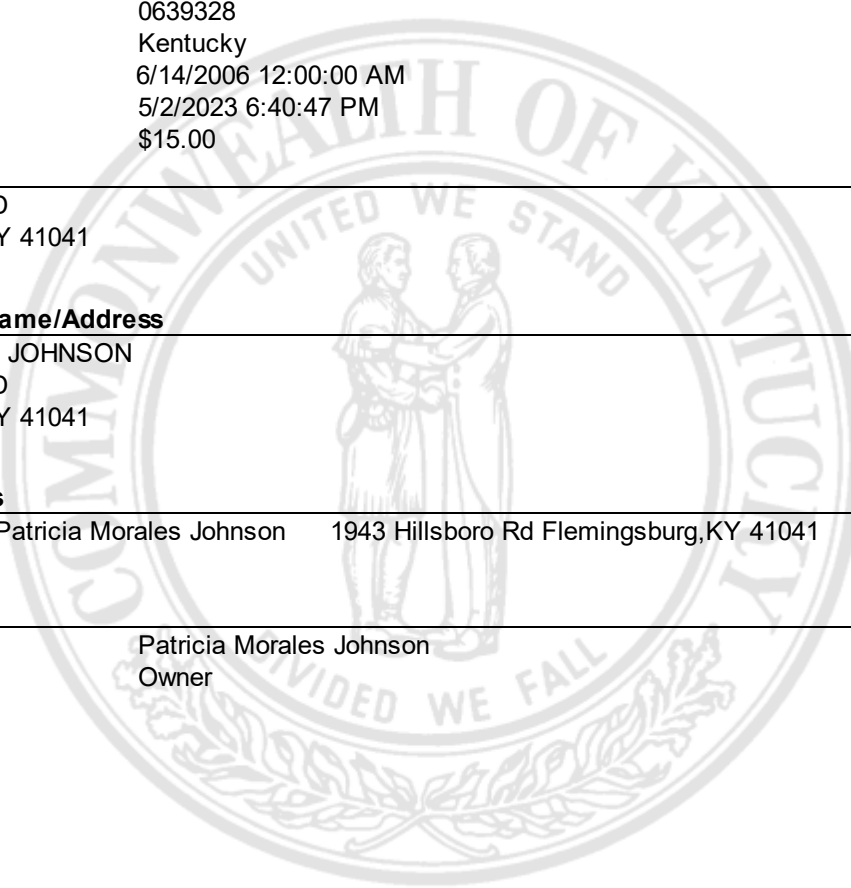 0639328
Kentucky
6/14/2006 12:00:00 AM
5/2/2023 6:40:47 PM
$15.00
D
Y 41041
ame/Address
JOHNSON
D
Y 41041
s
Patricia Morales Johnson 1943 Hillsboro Rd Flemingsburg,KY 41041
Patricia Morales Johnson
Owner
COMMONWEALTH OF KENTUCKY
UNITED WE STAND
DIVIDED WE FALL